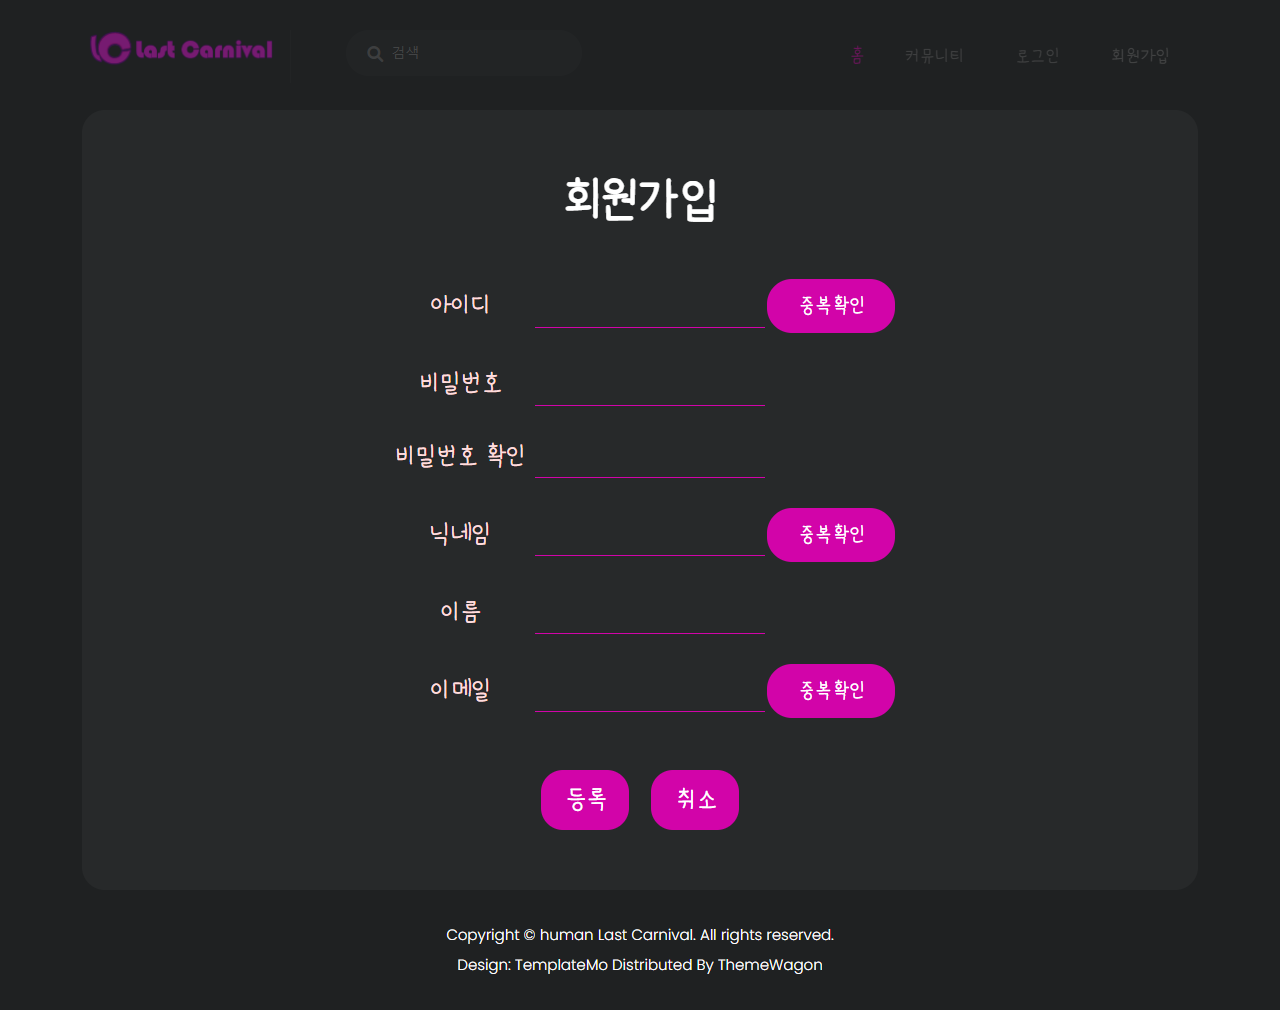 Last Carnival
검색
홈 커뮤니티 로그인 회원가입
회원가입
아이디 중복확인
비밀번호
비밀번호 확인
닉네임 중복확인
이름
이메일 중복확인
등록 취소
Copyright © human Last Carnival. All rights reserved.
Design: TemplateMo Distributed By ThemeWagon